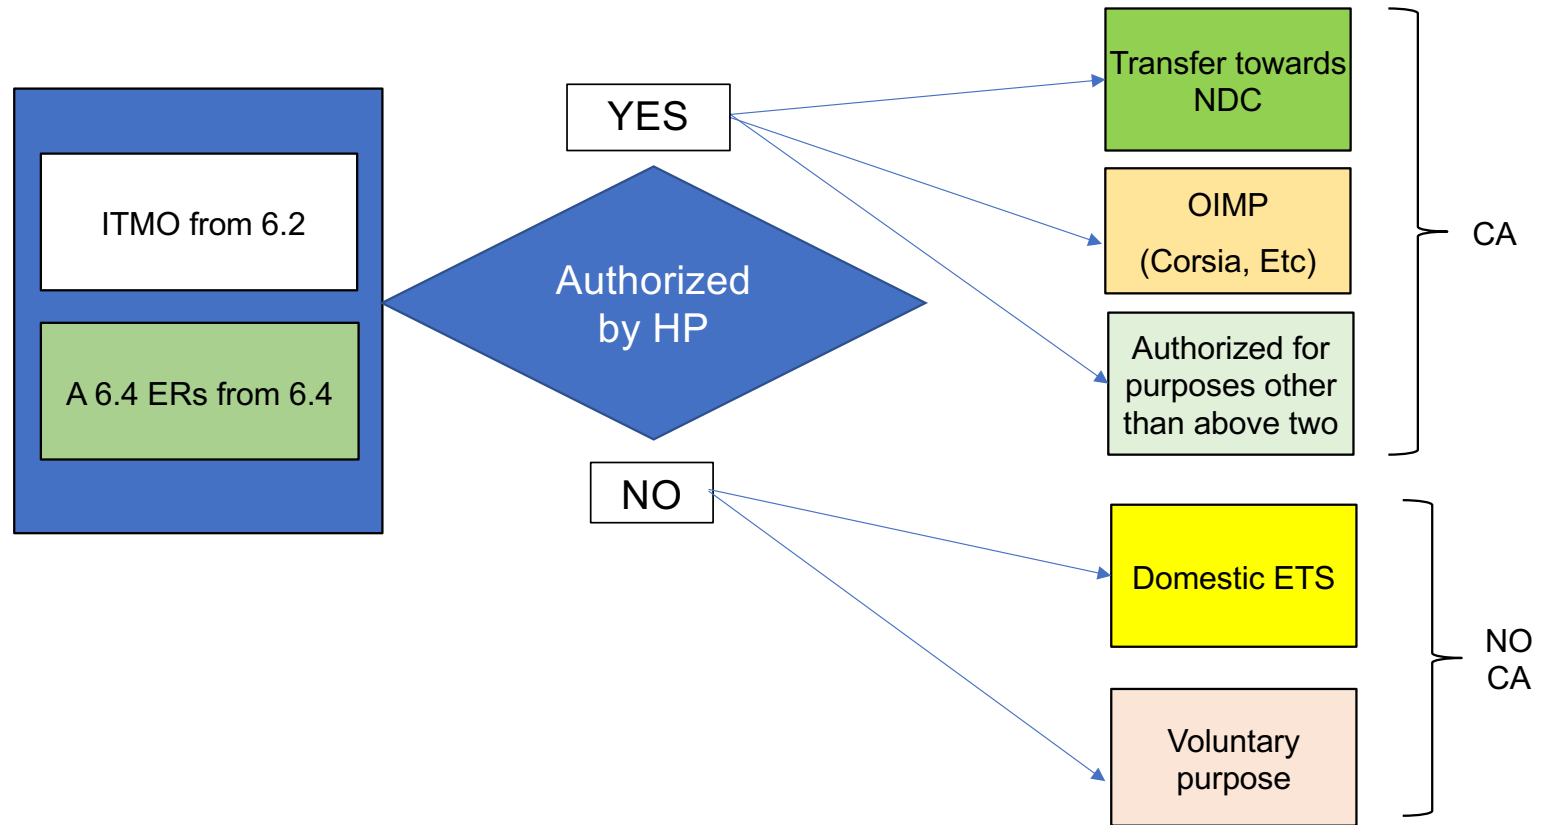 ITMO from 6.2
A 6.4 ERs from 6.4
YES
Authorized
by HP
NO
Transfer towards
NDC
OIMP
(Corsia, Etc)
Authorized for
purposes other
than above two
CA
Domestic ETS
Voluntary
purpose
NO
CA